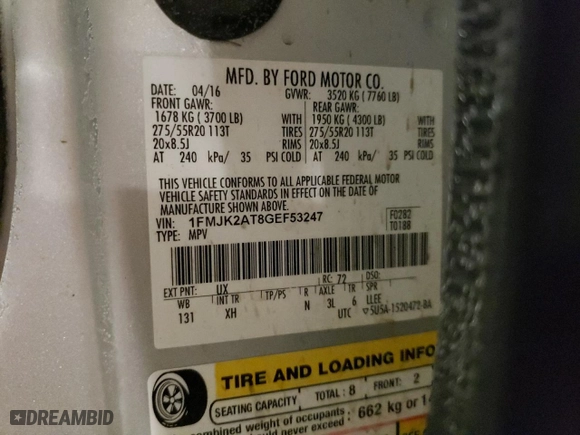 MFD. BY FORD MOTOR CO.
DATE: 04/16 GVWR: 3520 KG (7760 LB)
FRONT GAWR: REAR GAWR:
1678 KG (3700 LB) WITH 1950 KG (4300 LB) WITH
275/55R20 113T TIRES 275/55R20 113T TIRES
20x8.5J RIMS 20x8.5J RIMS
AT 240 kPa/ 35 PSI COLD AT 240 kPa/ 35 PSI COLD
THIS VEHICLE CONFORMS TO ALL APPLICABLE FEDERAL MOTOR
VEHICLE SAFETY STANDARDS IN EFFECT ON THE DATE OF
MANUFACTURE SHOWN ABOVE.
VIN: 1FMJK2AT8GEF53247 F0282
TYPE: MPV T0188
EXT PNT: UX RC: 72 DSO:
WB INT TR TP/PS R AXLE TR SPR
131 XH N 3L 6 LLEE
UTC ▽5U5A-1520472-BA
TIRE AND LOADING INFO
SEATING CAPACITY TOTAL : 8 FRONT: 2
combined weight of occupants 662 kg or 1
should never exceed
DREAMBID